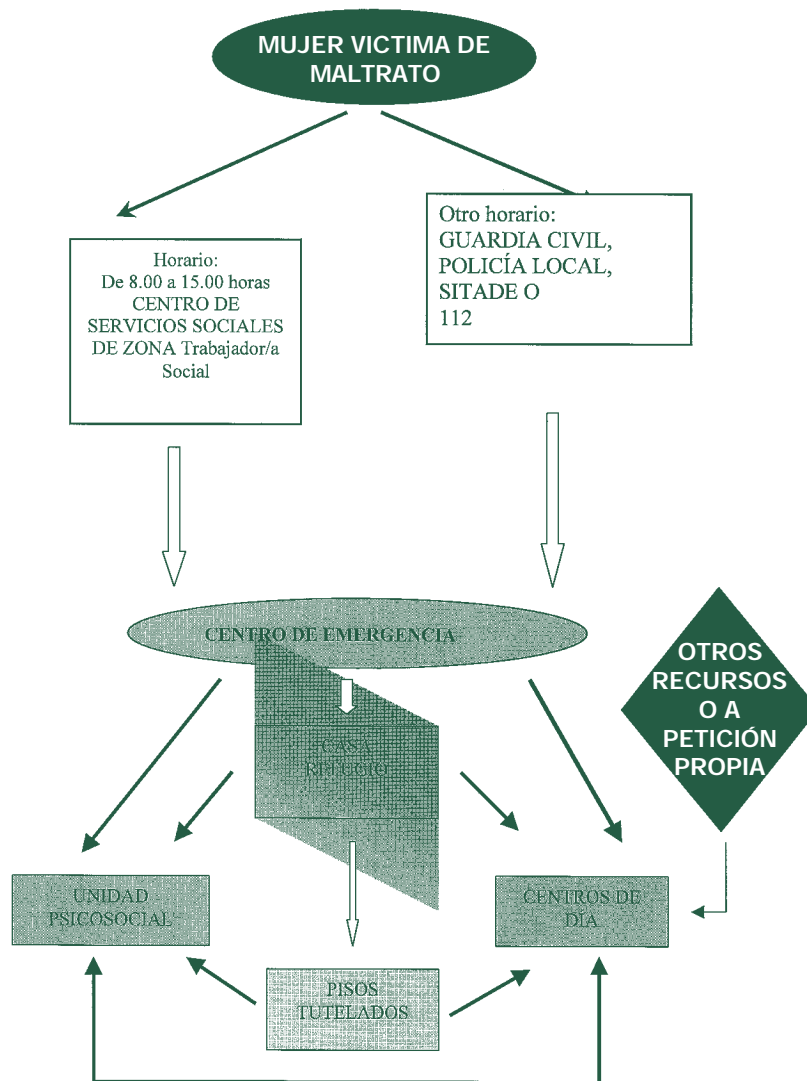 MUJER VICTIMA DE
MALTRATO
Otro horario:
GUARDIA CIVIL,
POLICÍA LOCAL,
SITADE O
112
Horario:
De 8.00 a 15.00 horas
CENTRO DE
SERVICIOS SOCIALES
DE ZONA Trabajador/a
Social
CENTRO DE EMERGENCIA
OTROS
RECURSOS
O A
PETICIÓN
PROPIA
CASA
REFUGIO
UNIDAD
PSICOSOCIAL
CENTROS DE
DÍA
PISOS
TUTELADOS